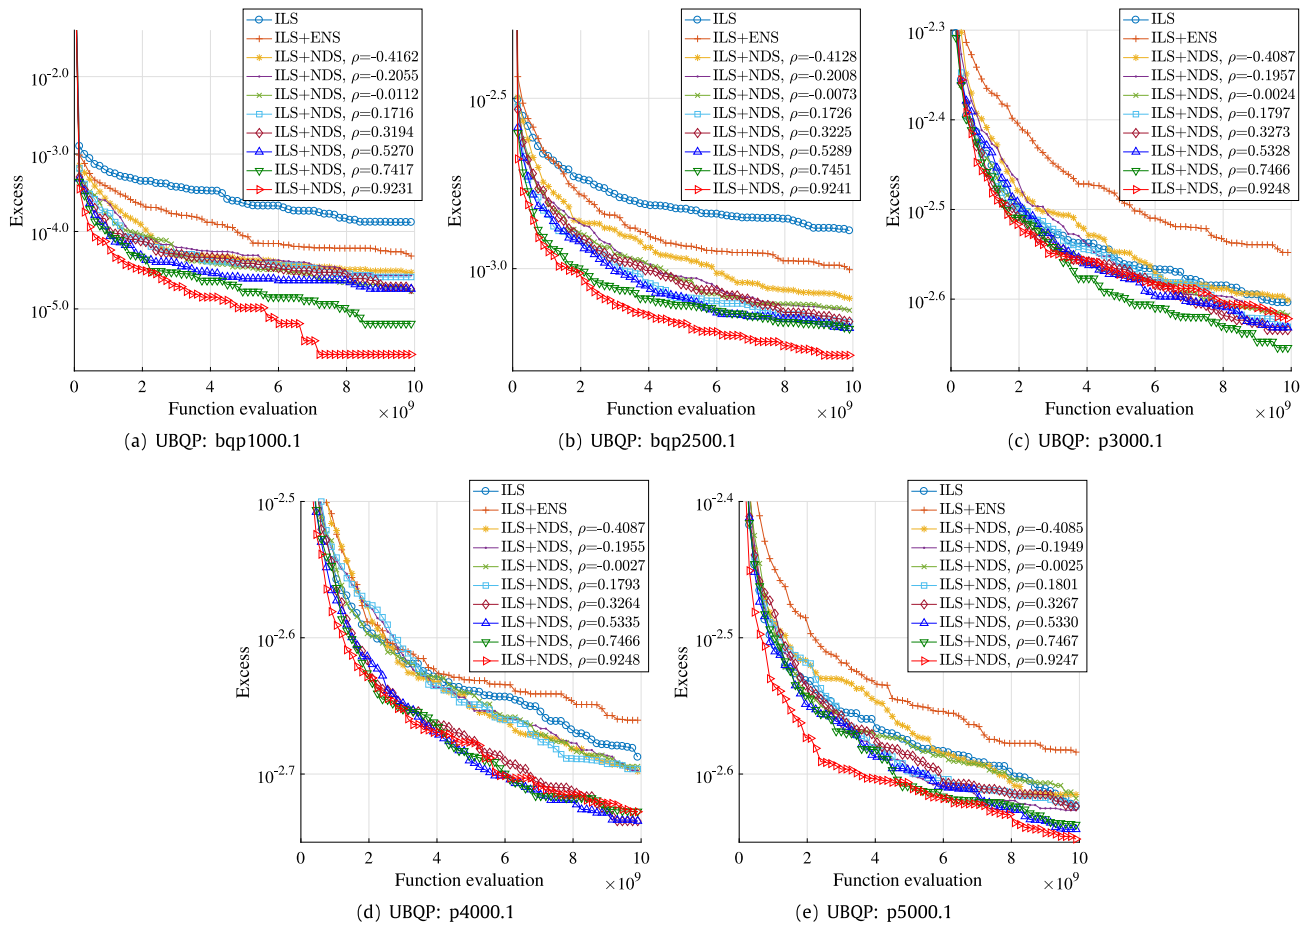 ILS
ILS+ENS
ILS+NDS, ρ=-0.4162
ILS+NDS, ρ=-0.2055
ILS+NDS, ρ=-0.0112
ILS+NDS, ρ=0.1716
ILS+NDS, ρ=0.3194
ILS+NDS, ρ=0.5270
ILS+NDS, ρ=0.7417
ILS+NDS, ρ=0.9231
10^-2.0
10^-3.0
10^-4.0
10^-5.0
Excess
0 2 4 6 8 10
Function evaluation ×10^9
(a) UBQP: bqp1000.1
ILS
ILS+ENS
ILS+NDS, ρ=-0.4128
ILS+NDS, ρ=-0.2008
ILS+NDS, ρ=-0.0073
ILS+NDS, ρ=0.1726
ILS+NDS, ρ=0.3225
ILS+NDS, ρ=0.5289
ILS+NDS, ρ=0.7451
ILS+NDS, ρ=0.9241
10^-2.5
10^-3.0
Excess
0 2 4 6 8 10
Function evaluation ×10^9
(b) UBQP: bqp2500.1
ILS
ILS+ENS
ILS+NDS, ρ=-0.4087
ILS+NDS, ρ=-0.1957
ILS+NDS, ρ=-0.0024
ILS+NDS, ρ=0.1797
ILS+NDS, ρ=0.3273
ILS+NDS, ρ=0.5328
ILS+NDS, ρ=0.7466
ILS+NDS, ρ=0.9248
10^-2.3
10^-2.4
10^-2.5
10^-2.6
Excess
0 2 4 6 8 10
Function evaluation ×10^9
(c) UBQP: p3000.1
ILS
ILS+ENS
ILS+NDS, ρ=-0.4087
ILS+NDS, ρ=-0.1955
ILS+NDS, ρ=-0.0027
ILS+NDS, ρ=0.1793
ILS+NDS, ρ=0.3264
ILS+NDS, ρ=0.5335
ILS+NDS, ρ=0.7466
ILS+NDS, ρ=0.9248
10^-2.5
10^-2.6
10^-2.7
Excess
0 2 4 6 8 10
Function evaluation ×10^9
(d) UBQP: p4000.1
ILS
ILS+ENS
ILS+NDS, ρ=-0.4085
ILS+NDS, ρ=-0.1949
ILS+NDS, ρ=-0.0025
ILS+NDS, ρ=0.1801
ILS+NDS, ρ=0.3267
ILS+NDS, ρ=0.5330
ILS+NDS, ρ=0.7467
ILS+NDS, ρ=0.9247
10^-2.4
10^-2.5
10^-2.6
Excess
0 2 4 6 8 10
Function evaluation ×10^9
(e) UBQP: p5000.1